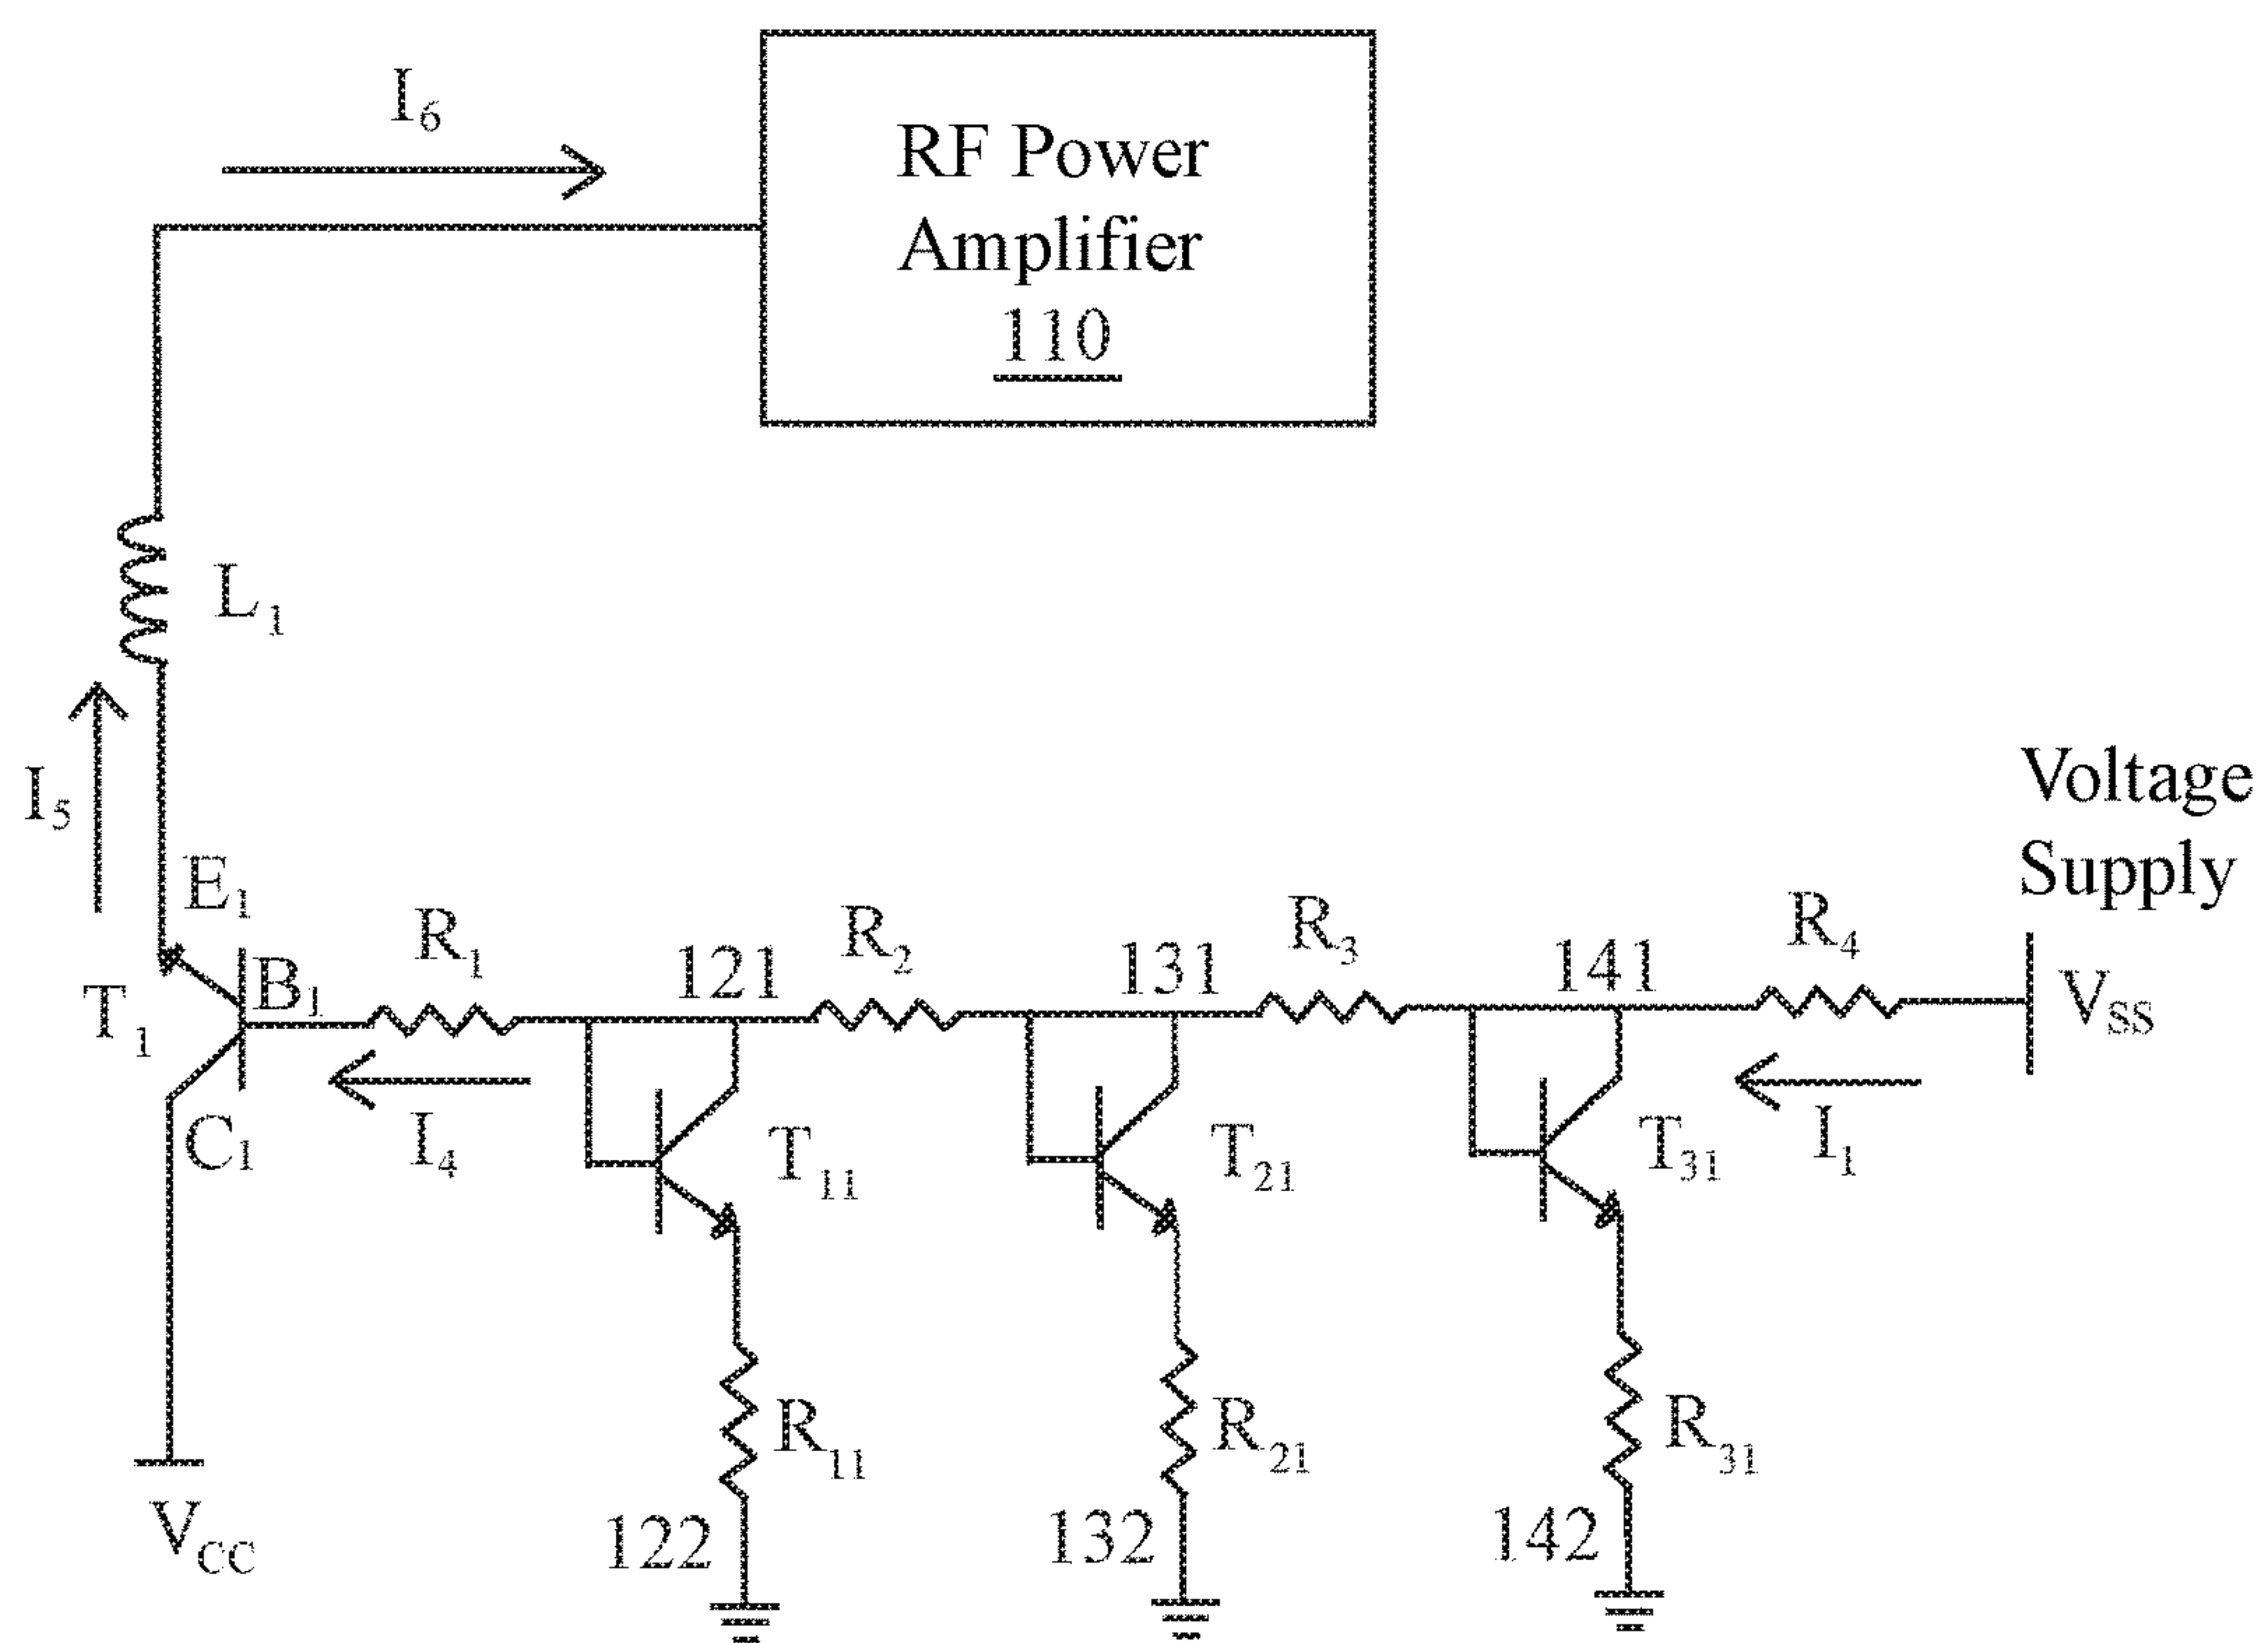 I6
RF Power
Amplifier
110
L1
I5
Voltage
Supply
E1
R1
121
R2
131
R3
141
R4
T1
B1
VSS
C1
I4
T11
T21
T31
I1
R11
R21
R31
VCC
122
132
142